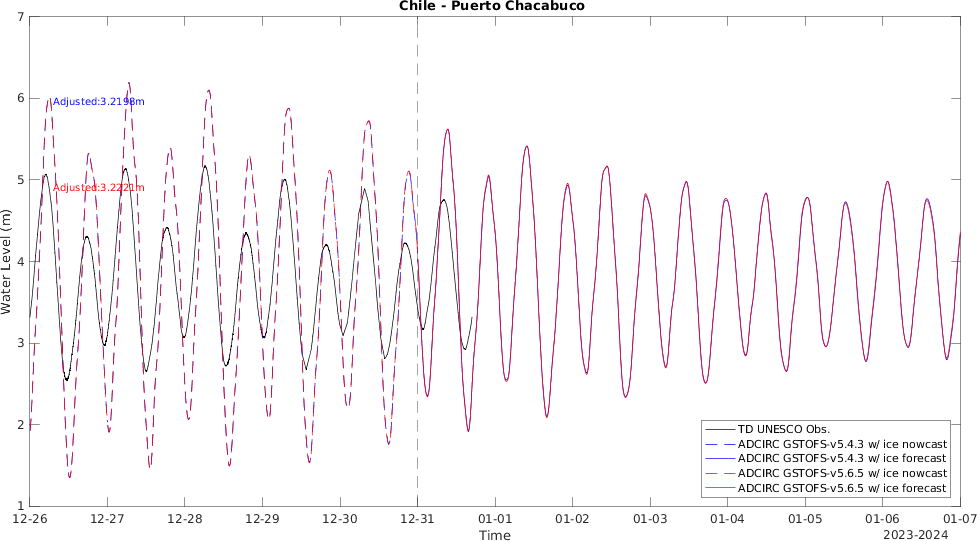 Chile - Puerto Chacabuco
7
6
5
4
3
2
1
Water Level (m)
Adjusted:3.2198m
Adjusted:3.2221m
TD UNESCO Obs.
ADCIRC GSTOFS-v5.4.3 w/ ice nowcast
ADCIRC GSTOFS-v5.4.3 w/ ice forecast
ADCIRC GSTOFS-v5.6.5 w/ ice nowcast
ADCIRC GSTOFS-v5.6.5 w/ ice forecast
12-26 12-27 12-28 12-29 12-30 12-31 01-01 01-02 01-03 01-04 01-05 01-06 01-07
Time
2023-2024